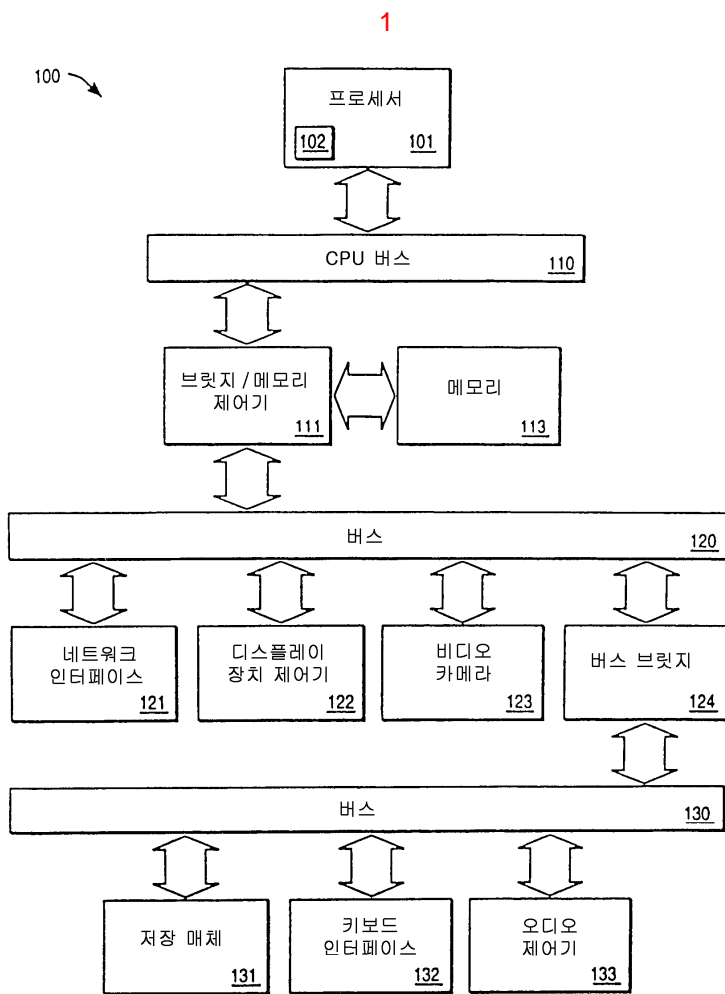 1
100
프로세서
102
101
CPU 버스
110
브릿지/메모리
제어기
111
메모리
113
버스
120
네트워크
인터페이스
121
디스플레이
장치 제어기
122
비디오
카메라
123
버스 브릿지
124
버스
130
저장 매체
131
키보드
인터페이스
132
오디오
제어기
133